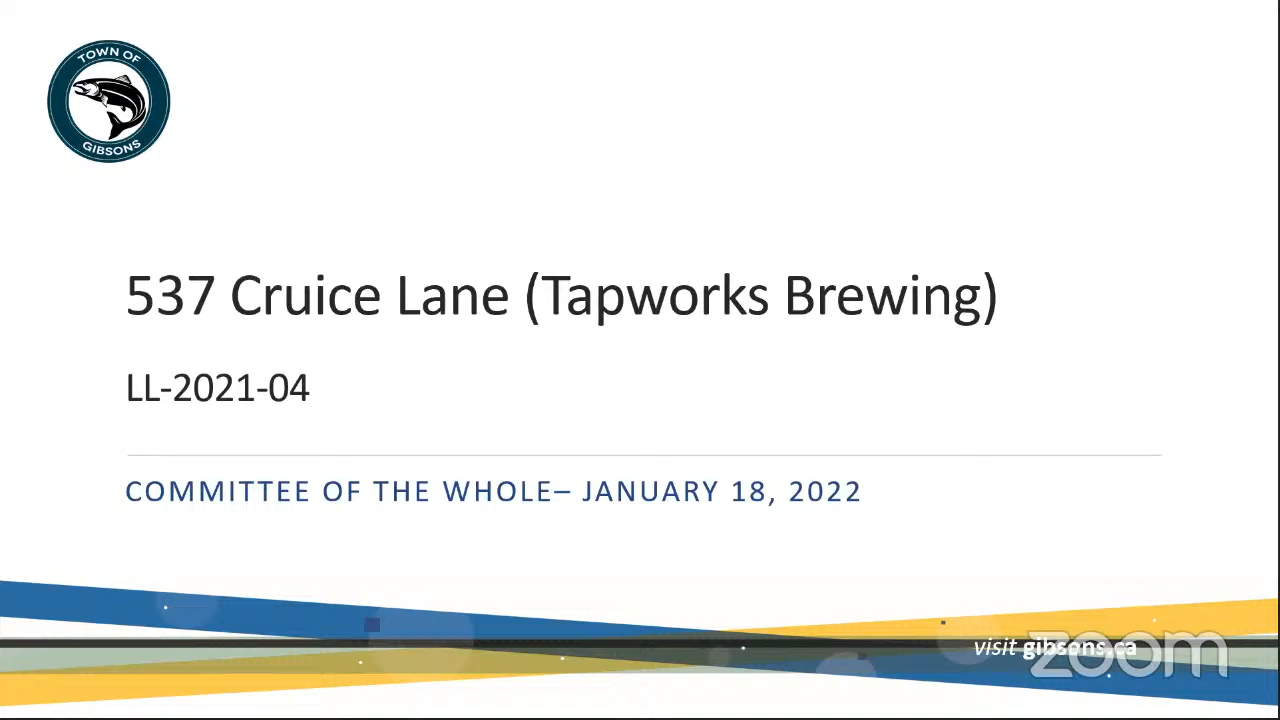 TOWN OF
GIBSONS
537 Cruice Lane (Tapworks Brewing)
LL-2021-04
COMMITTEE OF THE WHOLE– JANUARY 18, 2022
visit gibsons.ca
zoom